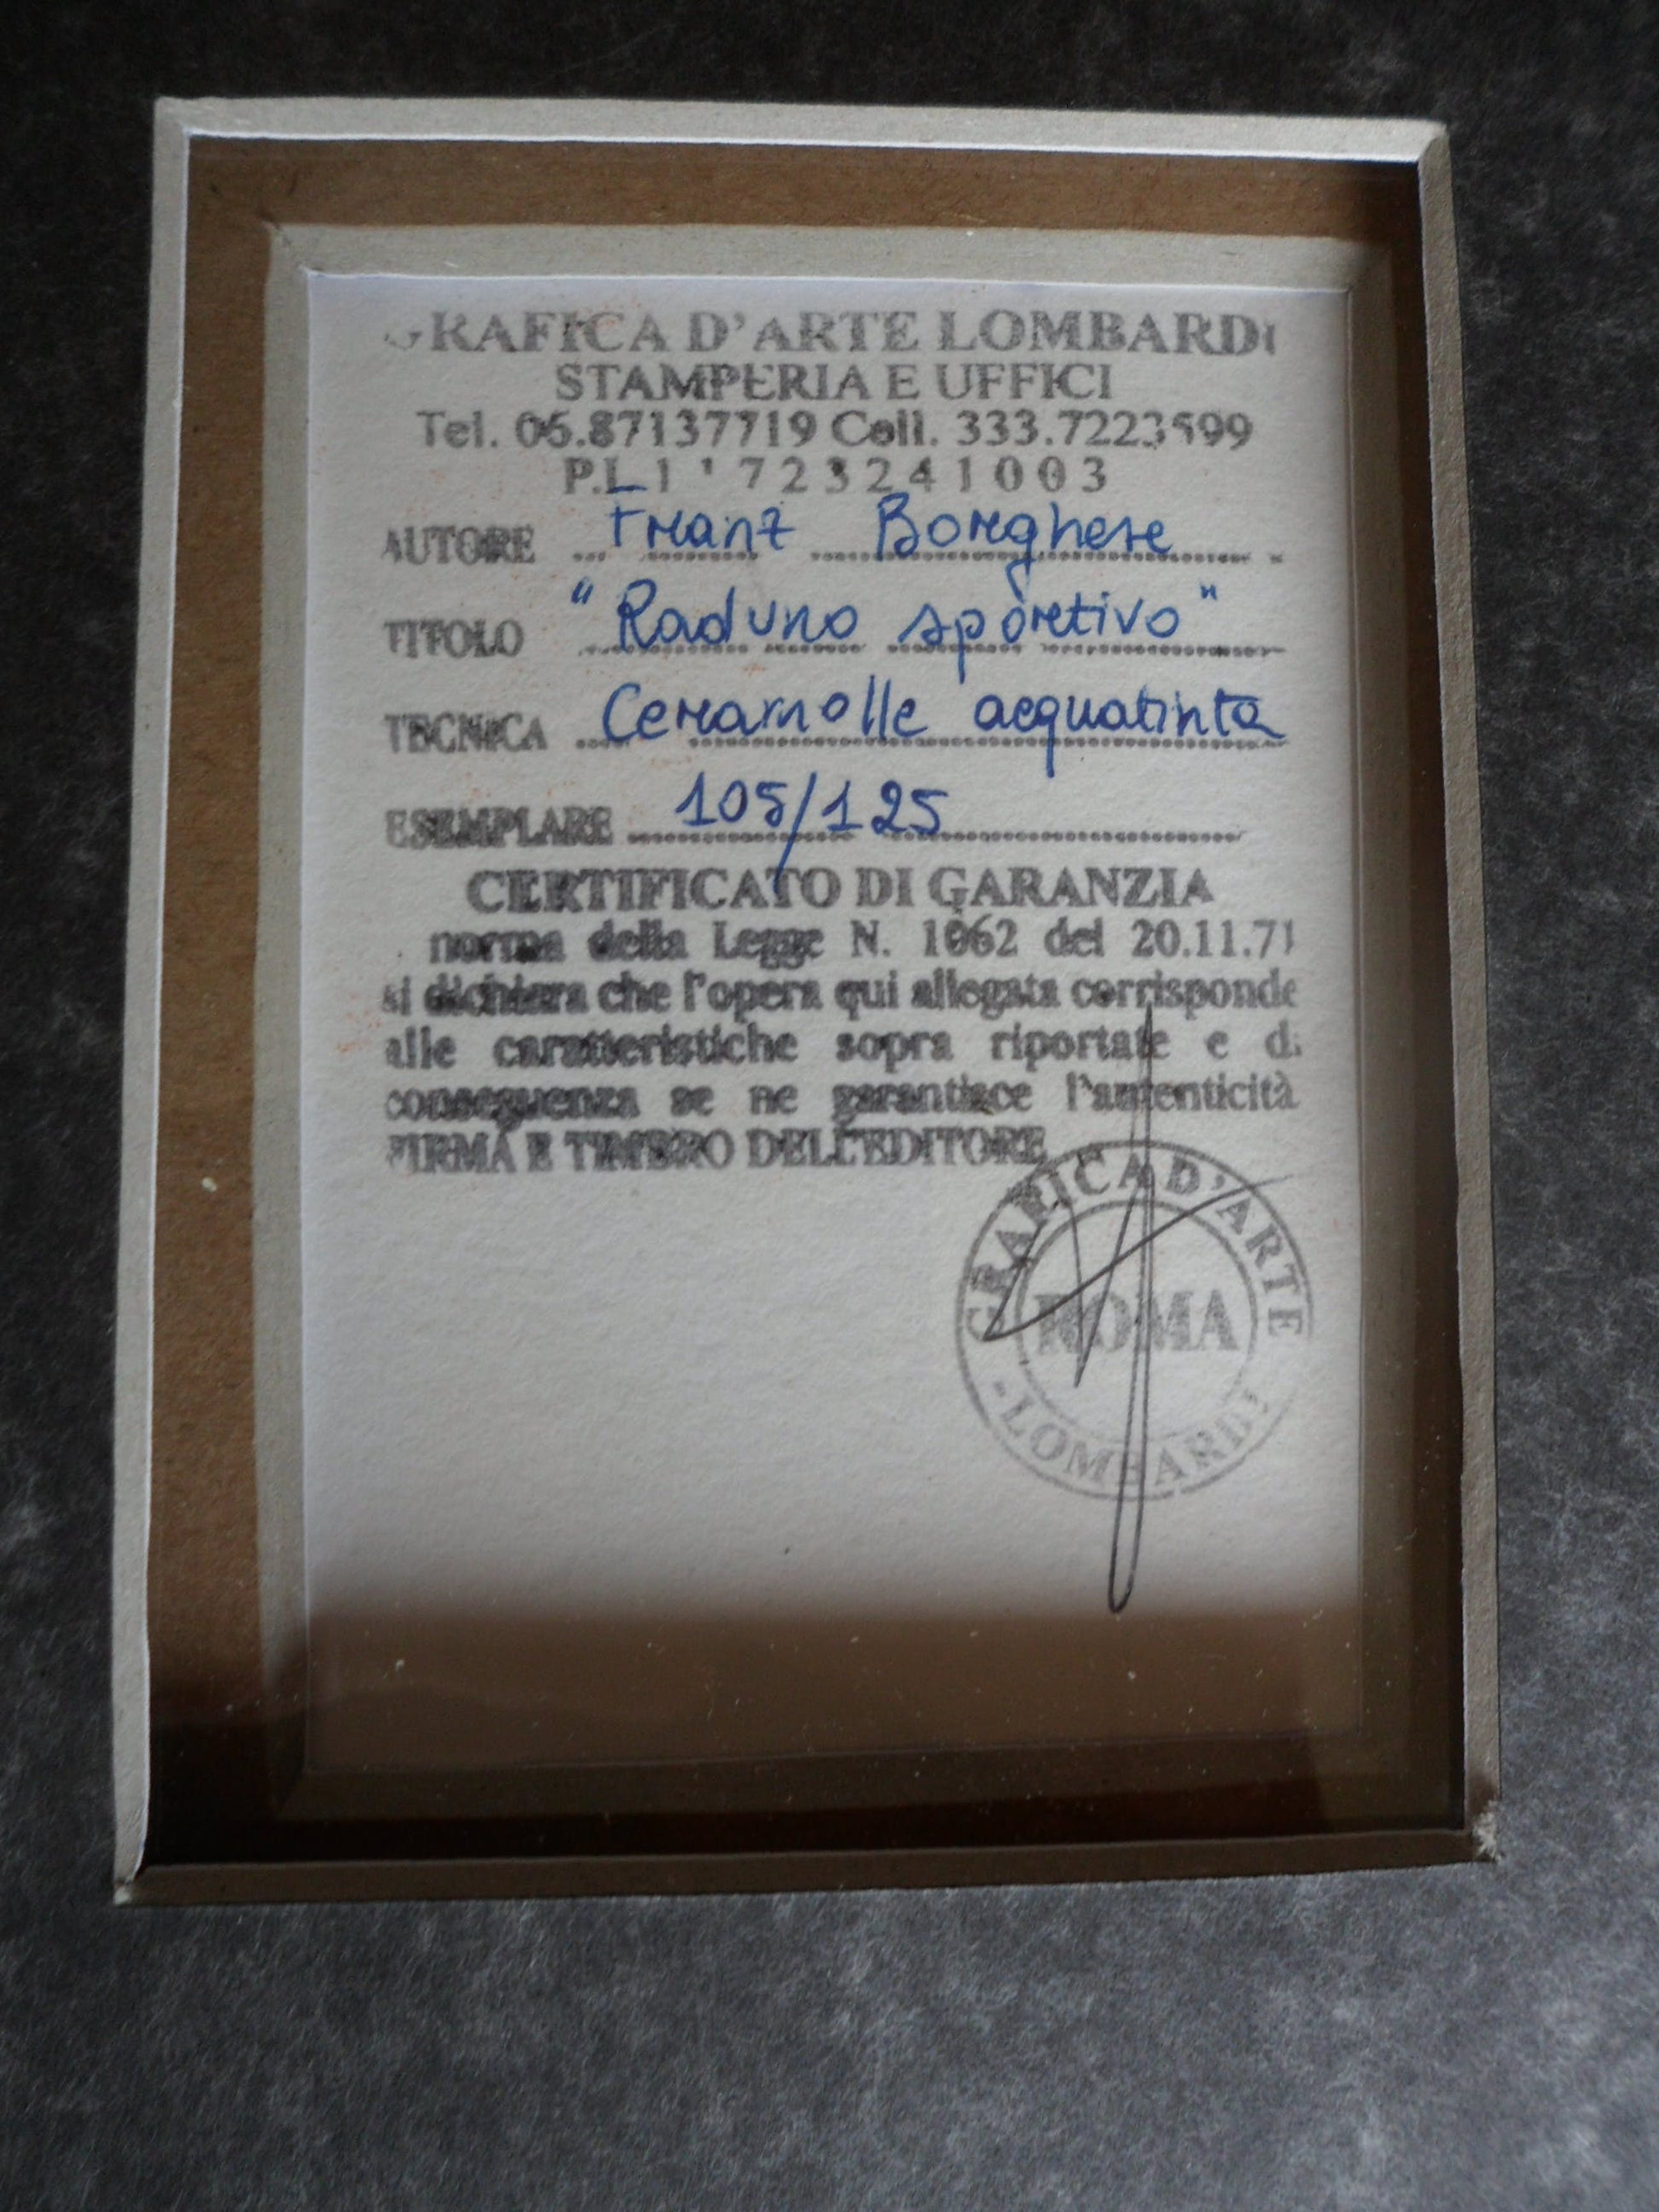 GRAFICA D'ARTE LOMBARDI
STAMPERIA E UFFICI
Tel. 06.87137719 Cell. 333.7223599
P.I. 1'723241003
AUTORE Franz Borghese
TITOLO "Raduno sportivo"
TECNICA Ceramolle acquatinta
ESEMPLARE 105/125
CERTIFICATO DI GARANZIA
norma della Legge N. 1062 del 20.11.71
si dichiara che l'opera qui allegata corrisponde
alle caratteristiche sopra riportate e di
conseguenza se ne garantisce l'autenticità
FIRMA E TIMBRO DELL'EDITORE
GRAFICA D'ARTE
ROMA
- LOMBARDI